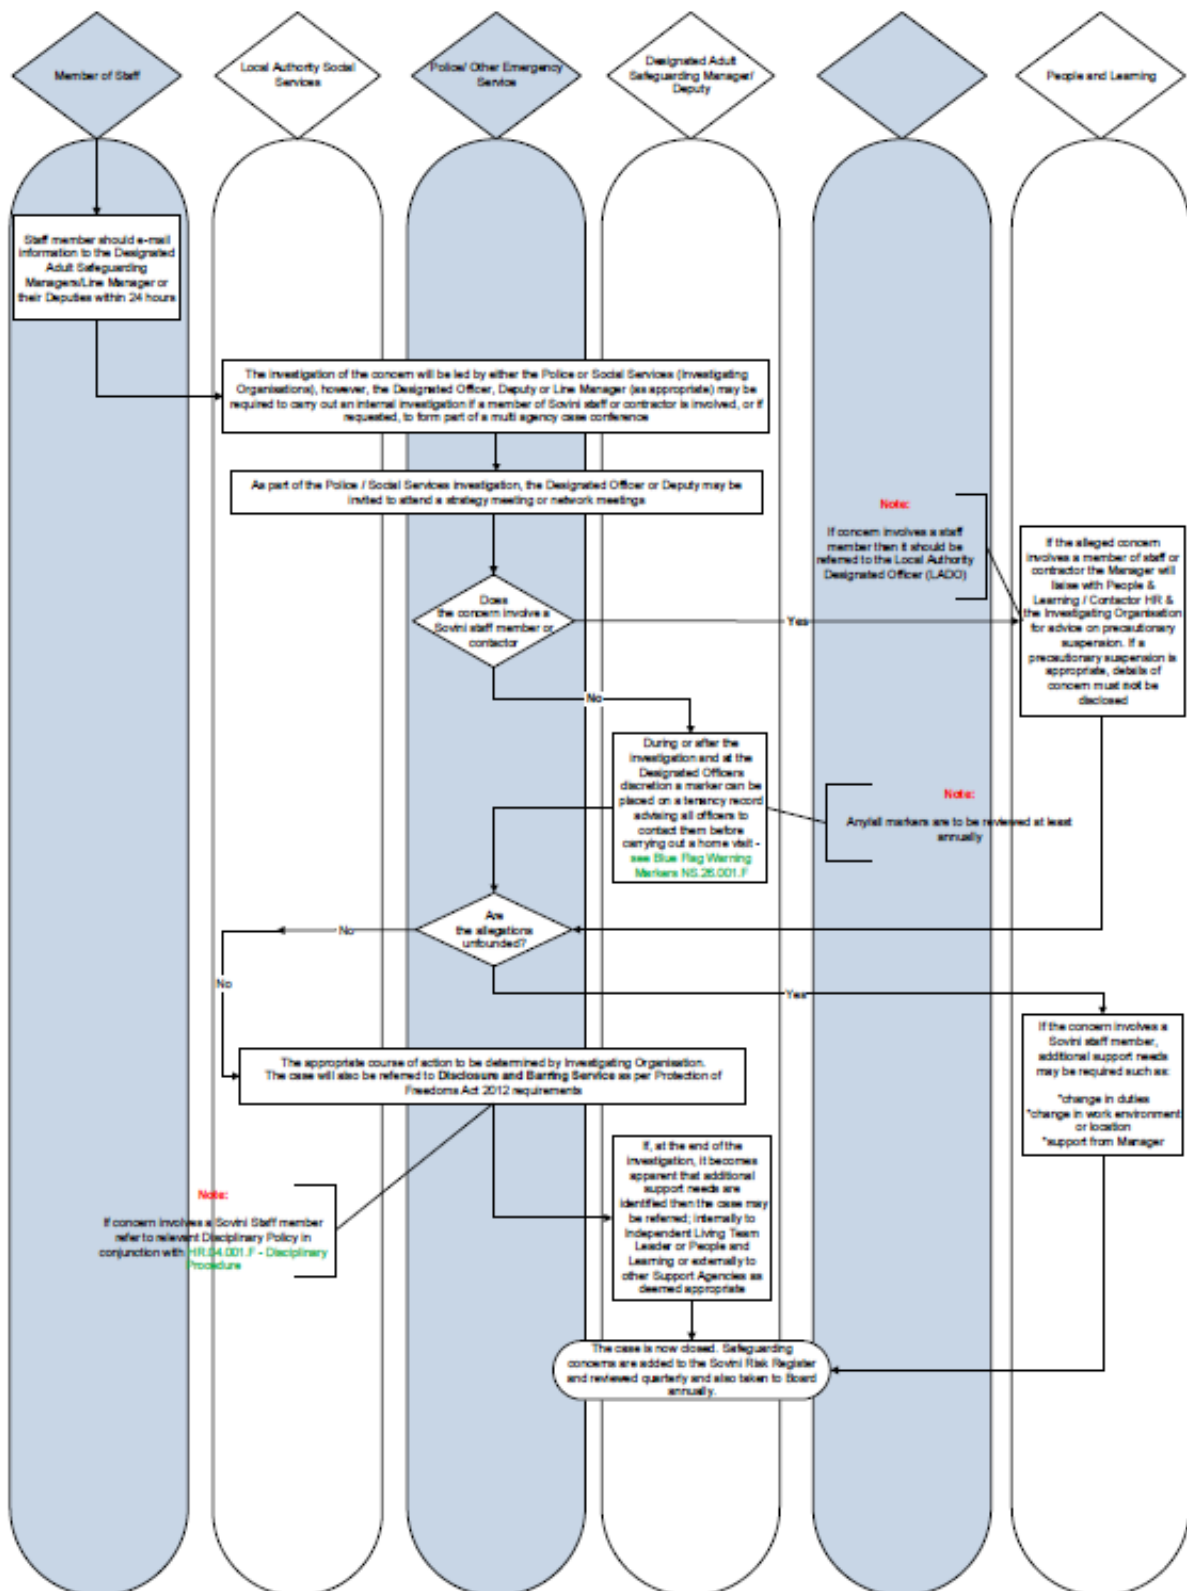 Member of Staff
Local Authority Social
Services
Police/ Other Emergency
Service
Designated Adult
Safeguarding Manager/
Deputy
People and Learning
Staff member should e-mail
information to the Designated
Adult Safeguarding
Managers/Line Manager or
their Deputies within 24 hours
The investigation of the concern will be led by either the Police or Social Services (Investigating
Organisations), however, the Designated Officer, Deputy or Line Manager (as appropriate) may be
required to carry out an internal investigation if a member of Sovini staff or contractor is involved, or if
requested, to form part of a multi agency case conference
As part of the Police / Social Services investigation, the Designated Officer or Deputy may be
invited to attend a strategy meeting or network meetings
Note:
If concern involves a staff
member then it should be
referred to the Local Authority
Designated Officer (LADO)
If the alleged concern
involves a member of staff or
contractor the Manager will
liaise with People &
Learning / Contactor HR &
the Investigating Organisation
for advice on precautionary
suspension. If a
precautionary suspension is
appropriate, details of
concern must not be
disclosed
Does
the concern involve a
Sovini staff member or
contactor
Yes
No
During or after the
investigation and at the
Designated Officers
discretion a marker can be
placed on a tenancy record
advising all officers to
contact them before
carrying out a home visit -
see Blue Flag Warning
Markers NS.26.001.F
Note:
Any/all markers are to be reviewed at least
annually
Are
the allegations
unfounded?
No
No
Yes
The appropriate course of action to be determined by Investigating Organisation.
The case will also be referred to Disclosure and Barring Service as per Protection of
Freedoms Act 2012 requirements
If the concern involves a
Sovini staff member,
additional support needs
may be required such as:
*change in duties
*change in work environment
or location
*support from Manager
Note:
If concern involves a Sovini Staff member
refer to relevant Disciplinary Policy in
conjunction with HR.04.001.F - Disciplinary
Procedure
If, at the end of the
investigation, it becomes
apparent that additional
support needs are
identified then the case may
be referred; internally to
Independent Living Team
Leader or People and
Learning or externally to
other Support Agencies as
deemed appropriate
The case is now closed. Safeguarding
concerns are added to the Sovini Risk Register
and reviewed quarterly and also taken to Board
annually.